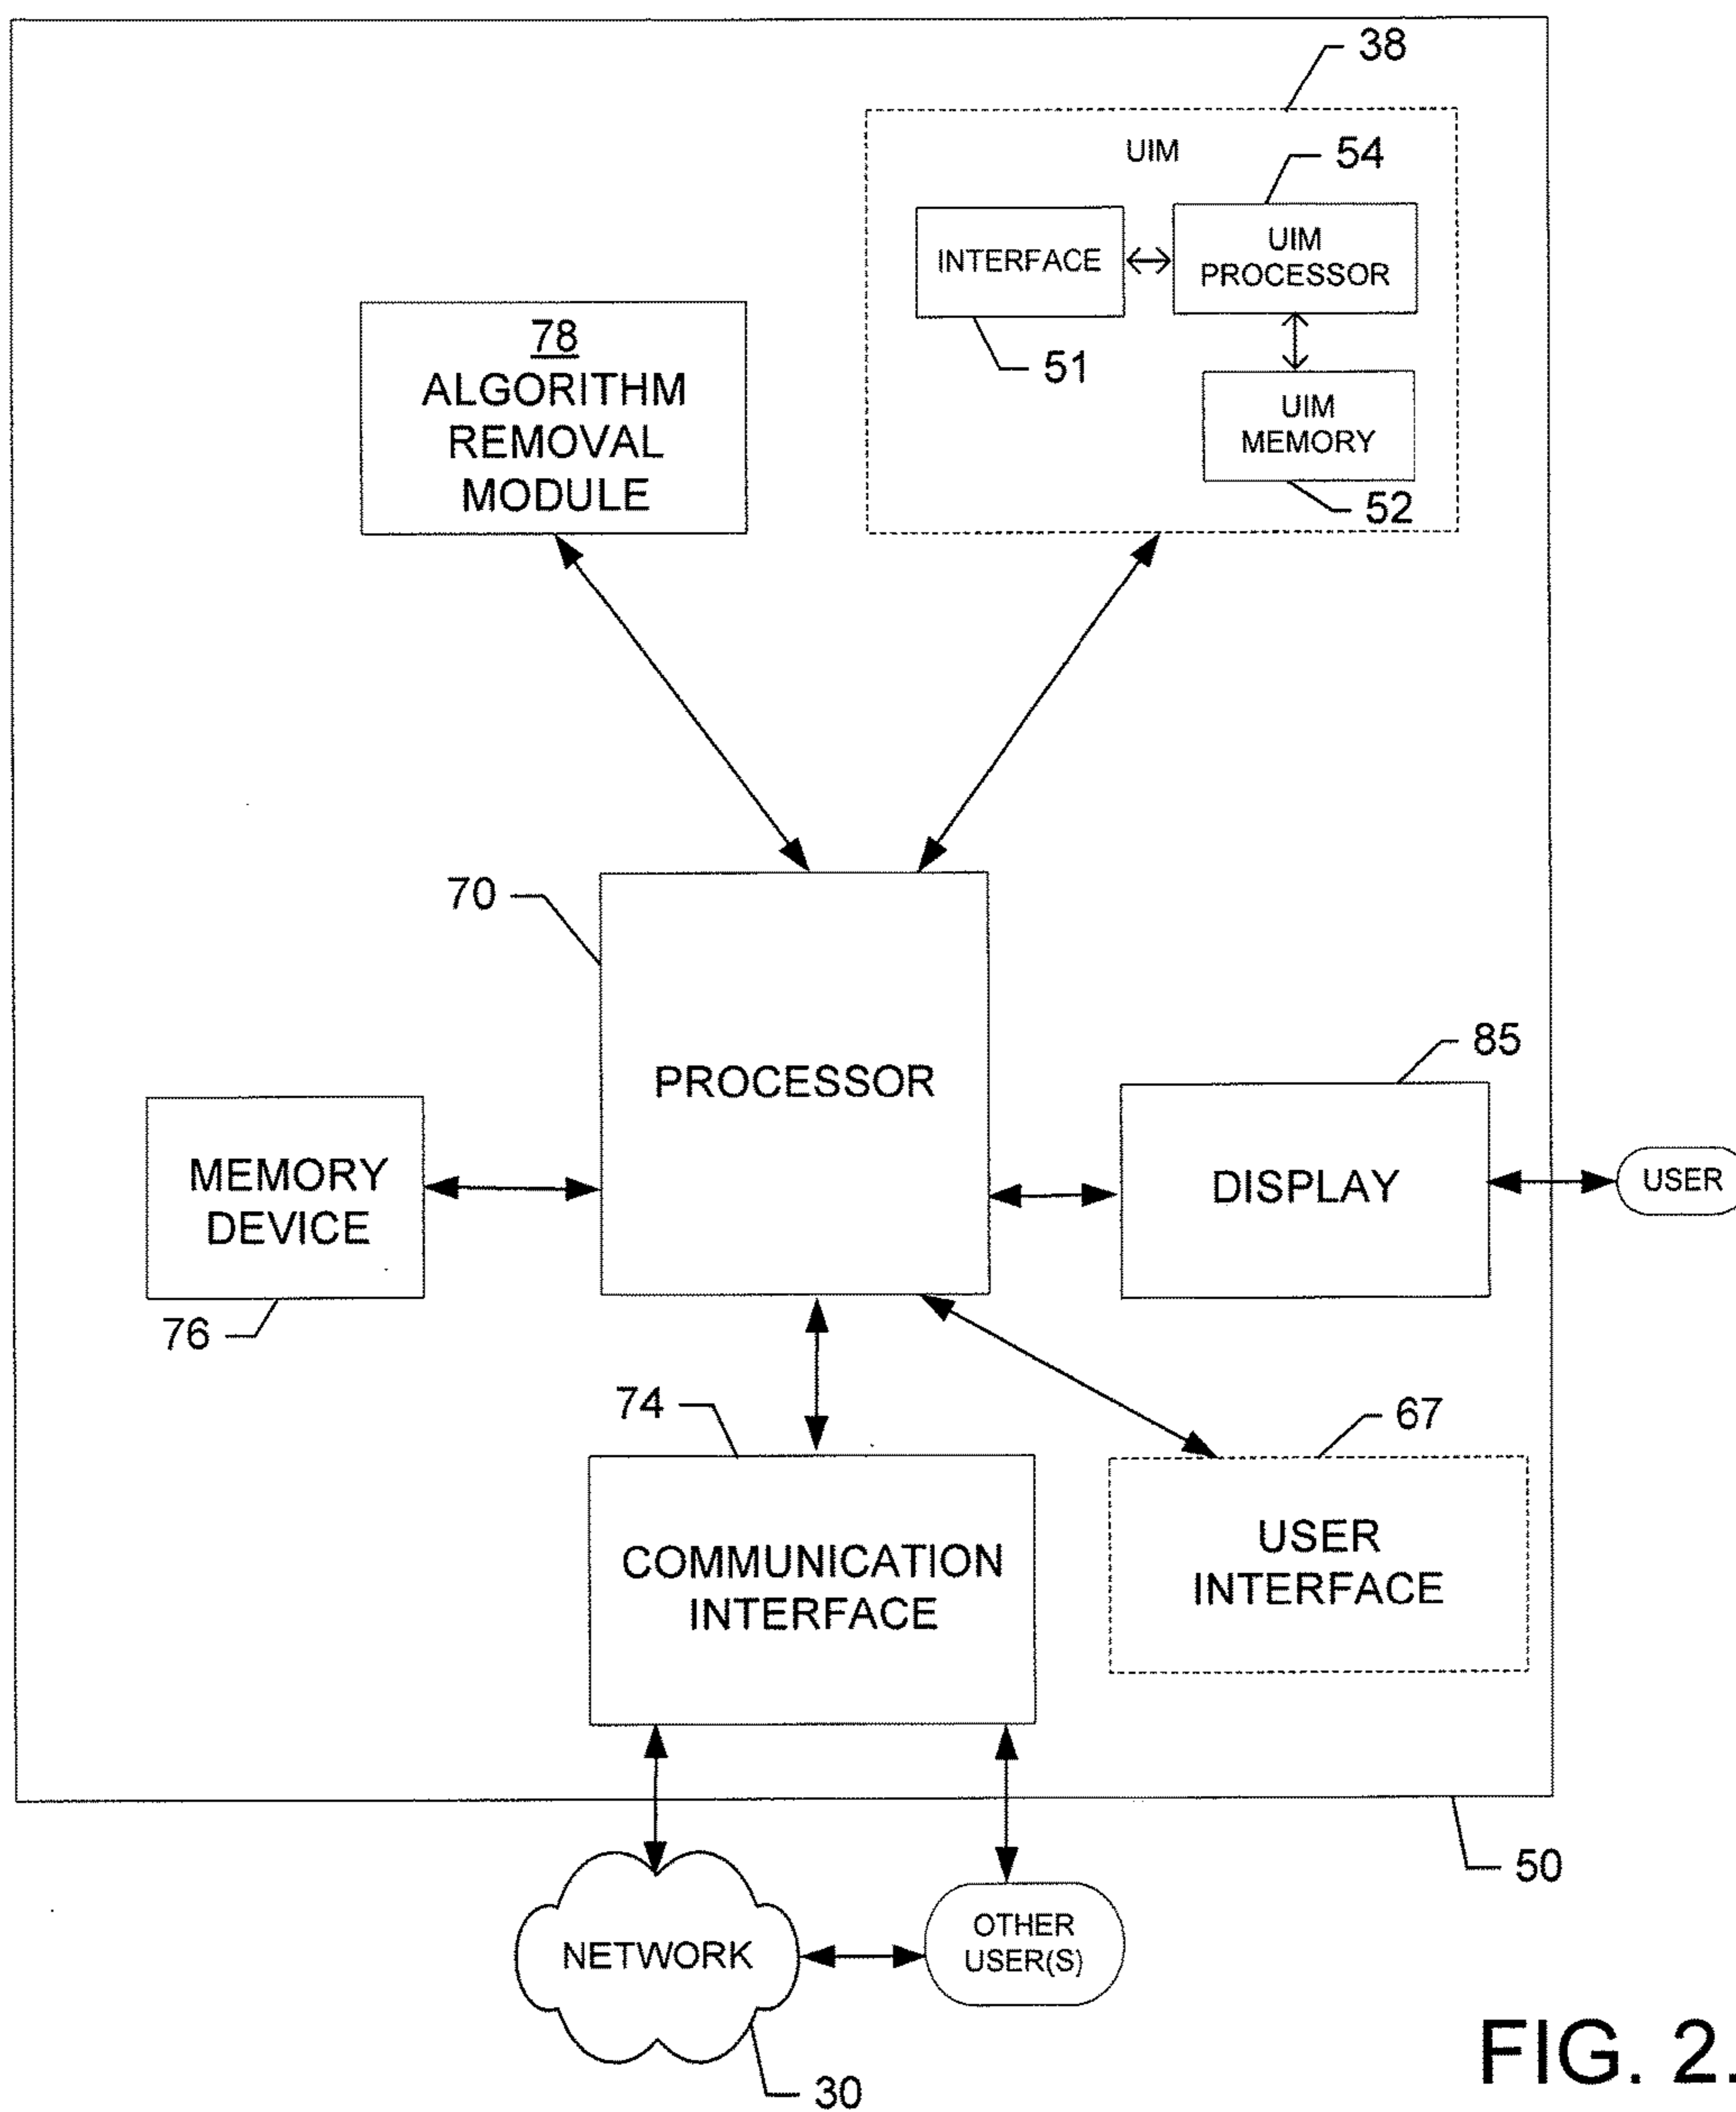 38
UIM
54
INTERFACE
UIM
PROCESSOR
51
UIM
MEMORY
52
78
ALGORITHM
REMOVAL
MODULE
70
PROCESSOR
85
DISPLAY
USER
MEMORY
DEVICE
76
74
67
COMMUNICATION
INTERFACE
USER
INTERFACE
50
NETWORK
OTHER
USER(S)
30
FIG. 2.